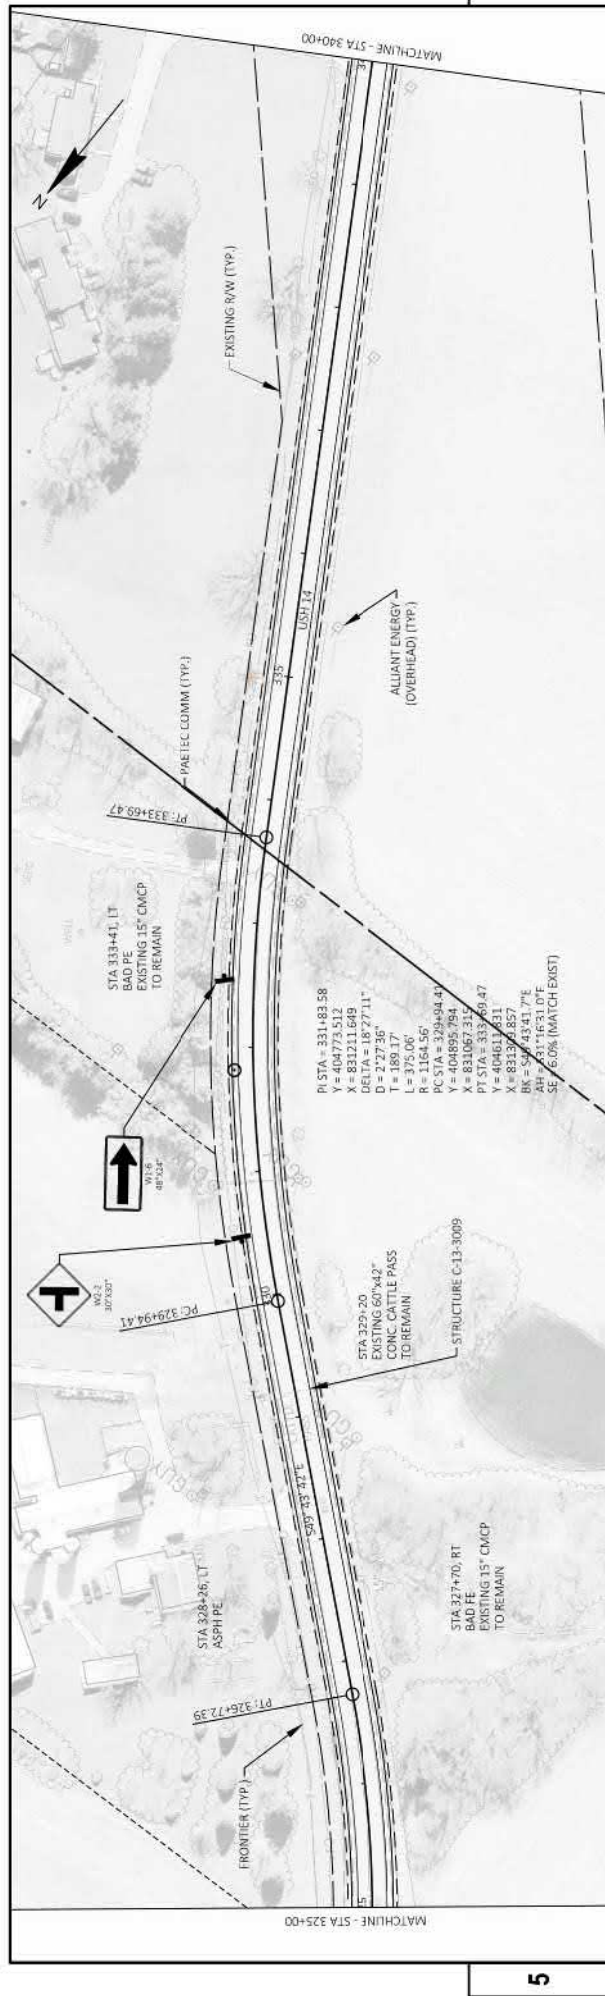 MATCHLINE - STA 340+00
N
EXISTING R/W (TYP.)
USH 14
335
ALLIANT ENERGY
(OVERHEAD) (TYP.)
PAETEC COMM (TYP.)
PT: 333+69.47
STA 333+41, LT
BAD PE
EXISTING 15" CMCP
TO REMAIN
PI STA = 331+83.58
Y = 404773.512
X = 831211.649
DELTA = 18°27'11"
D = 2°27'36"
T = 189.17'
L = 375.06'
R = 1164.56'
PC STA = 329+94.41
Y = 404895.794
X = 831067.315
PT STA = 333+69.47
Y = 404611.831
BK = S49°43'41.7"E
AH = S31°16'31.0"E
SE = 6.0% (MATCH EXIST)
W1-6
48"X24"
W2-2
30"X30"
PC: 329+94.41
330
STA 329+20
EXISTING 60"x42"
CONC. CATTLE PASS
TO REMAIN
STRUCTURE C-13-3009
GUY
GUY
S49° 43' 42"E
STA 328+26, LT
ASPH PE
STA 327+70, RT
BAD FE
EXISTING 15" CMCP
TO REMAIN
PT: 326+72.39
FRONTIER (TYP.)
MATCHLINE - STA 325+00
5